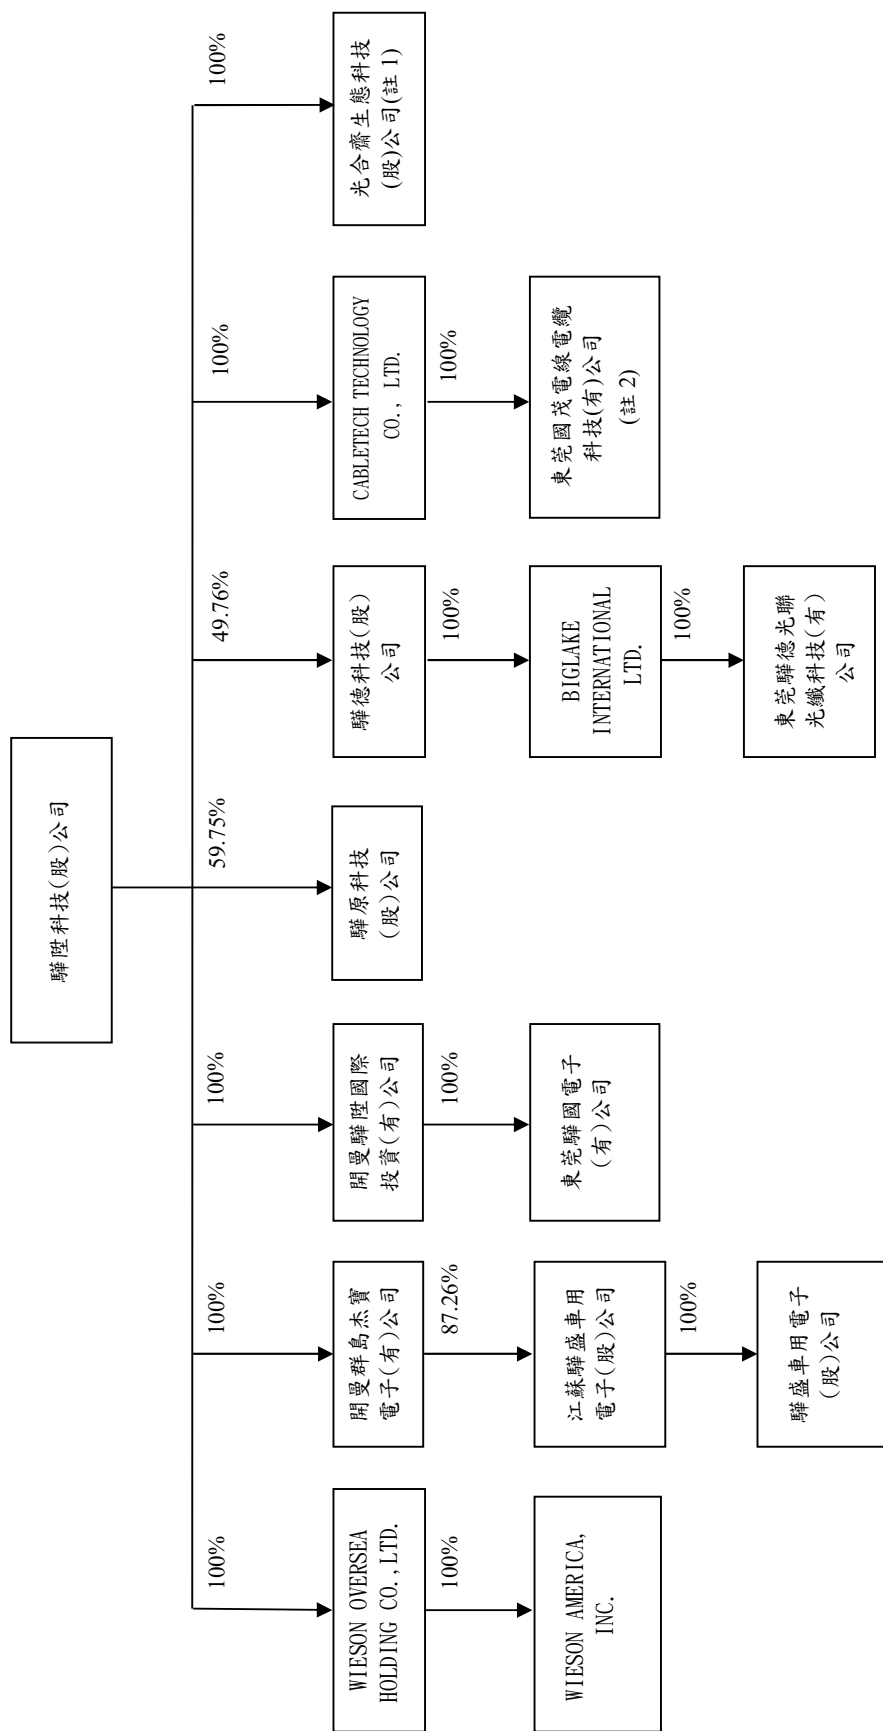 驊陞科技(股)公司
100%
100%
100%
59.75%
49.76%
100%
100%
WIESON OVERSEA
HOLDING CO.,LTD.
開曼群島杰寶
電子(有)公司
開曼驊陞國際
投資(有)公司
驊原科技
(股)公司
驊德科技(股)
公司
CABLETECH TECHNOLOGY
CO., LTD.
光合齋生態科技
(股)公司(註1)
100%
87.26%
100%
100%
100%
WIESON AMERICA,
INC.
江蘇驊盛車用
電子(股)公司
東莞驊國電子
(有)公司
BIGLAKE
INTERNATIONAL
LTD.
東莞國茂電線電纜
科技(有)公司
(註2)
100%
100%
驊盛車用電子
(股)公司
東莞驊德光聯
光纖科技(有)
公司